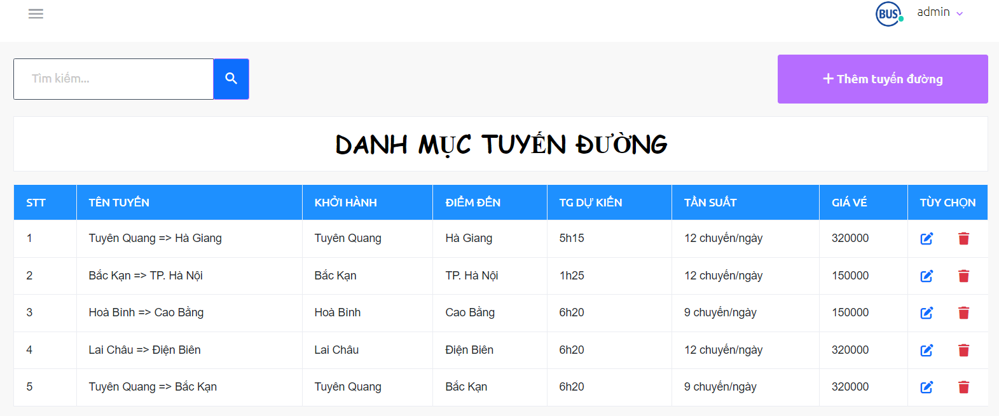 BUS admin
Tìm kiếm...
Thêm tuyến đường
DANH MỤC TUYẾN ĐƯỜNG
STT TÊN TUYẾN KHỞI HÀNH ĐIỂM ĐẾN TG DỰ KIẾN TẦN SUẤT GIÁ VÉ TÙY CHỌN
1 Tuyên Quang => Hà Giang Tuyên Quang Hà Giang 5h15 12 chuyến/ngày 320000
2 Bắc Kạn => TP. Hà Nội Bắc Kạn TP. Hà Nội 1h25 12 chuyến/ngày 150000
3 Hoà Bình => Cao Bằng Hoà Bình Cao Bằng 6h20 9 chuyến/ngày 150000
4 Lai Châu => Điện Biên Lai Châu Điện Biên 6h20 12 chuyến/ngày 320000
5 Tuyên Quang => Bắc Kạn Tuyên Quang Bắc Kạn 6h20 9 chuyến/ngày 320000